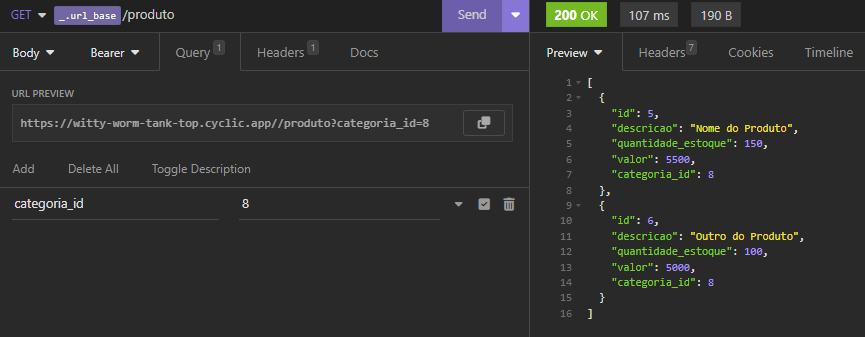 GET _.url_base /produto Send
Body Bearer Query 1 Headers 1 Docs
URL PREVIEW
https://witty-worm-tank-top.cyclic.app//produto?categoria_id=8
Add Delete All Toggle Description
categoria_id 8
200 OK 107 ms 190 B
Preview Headers 7 Cookies Timeline
1 [
2 {
3 "id": 5,
4 "descricao": "Nome do Produto",
5 "quantidade_estoque": 150,
6 "valor": 5500,
7 "categoria_id": 8
8 },
9 {
10 "id": 6,
11 "descricao": "Outro do Produto",
12 "quantidade_estoque": 100,
13 "valor": 5000,
14 "categoria_id": 8
15 }
16 ]